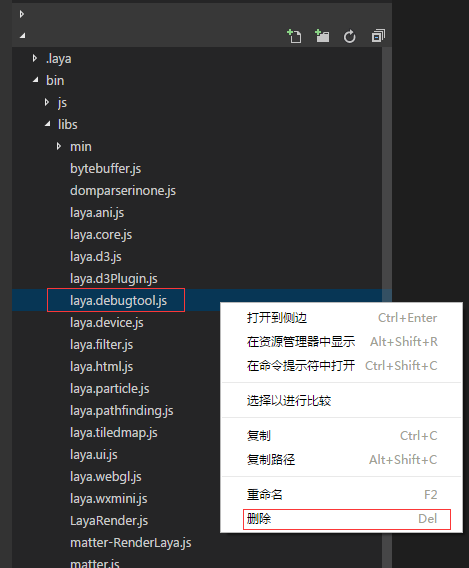 .laya
bin
js
libs
min
bytebuffer.js
domparserinone.js
laya.ani.js
laya.core.js
laya.d3.js
laya.d3Plugin.js
laya.debugtool.js
laya.device.js
laya.filter.js
laya.html.js
laya.particle.js
laya.pathfinding.js
laya.tiledmap.js
laya.ui.js
laya.webgl.js
laya.wxmini.js
LayaRender.js
matter-RenderLaya.js
matter.js
打开到侧边 Ctrl+Enter
在资源管理器中显示 Alt+Shift+R
在命令提示符中打开 Ctrl+Shift+C
选择以进行比较
复制 Ctrl+C
复制路径 Alt+Shift+C
重命名 F2
删除 Del